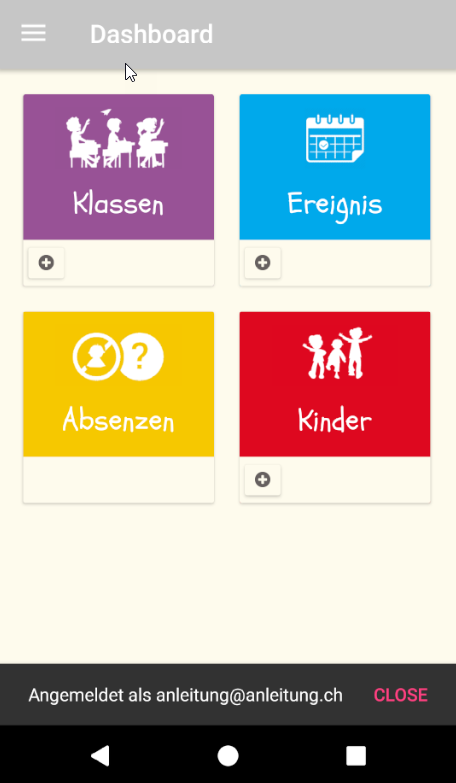 Dashboard
Klassen
Ereignis
?
Absenzen
Kinder
Angemeldet als anleitung@anleitung.ch CLOSE